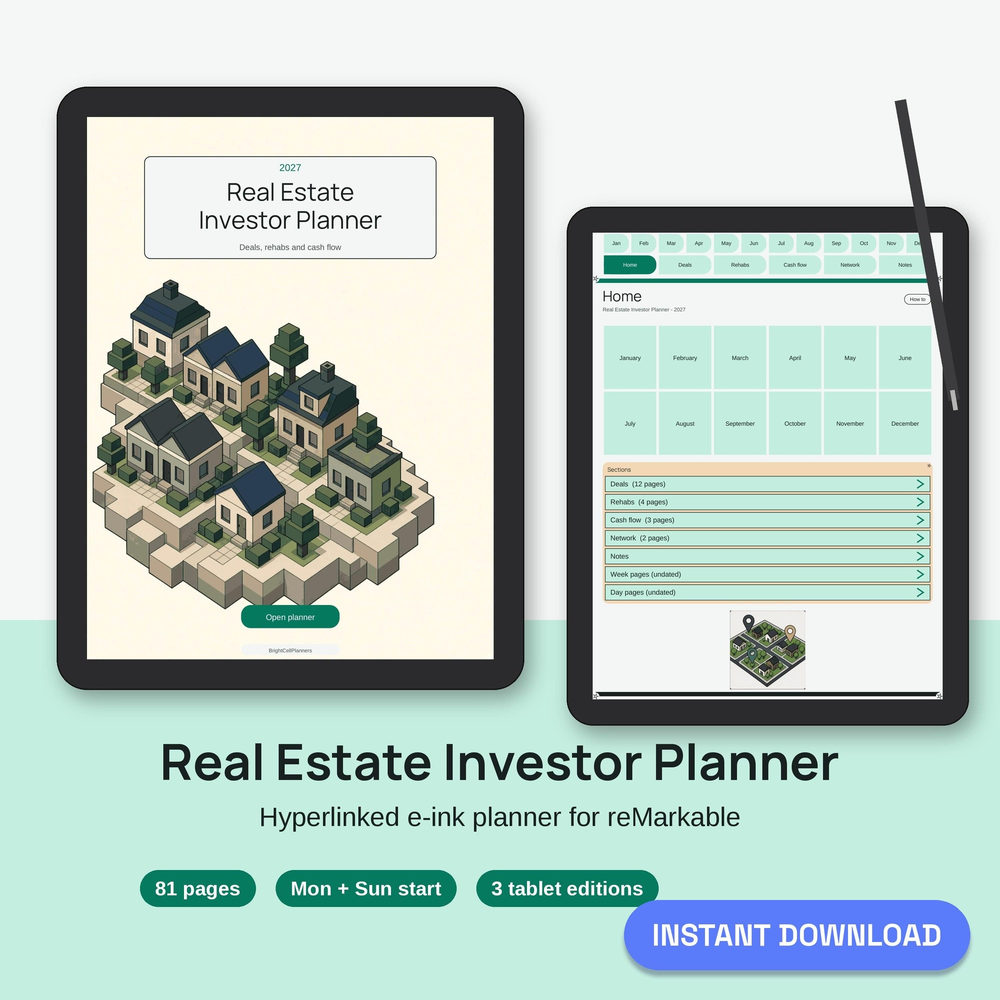 2027
Real Estate
Investor Planner
Deals, rehabs and cash flow
Open planner
BrightCellPlanners
Jan Feb Mar Apr May Jun Jul Aug Sep Oct Nov
Home Deals Rehabs Cash flow Network Notes
Home
How to
Real Estate Investor Planner - 2027
January February March April May June
July August September October November December
Sections
Deals (12 pages)
Rehabs (4 pages)
Cash flow (3 pages)
Network (2 pages)
Notes
Week pages (undated)
Day pages (undated)
Real Estate Investor Planner
Hyperlinked e-ink planner for reMarkable
81 pages Mon + Sun start 3 tablet editions
INSTANT DOWNLOAD